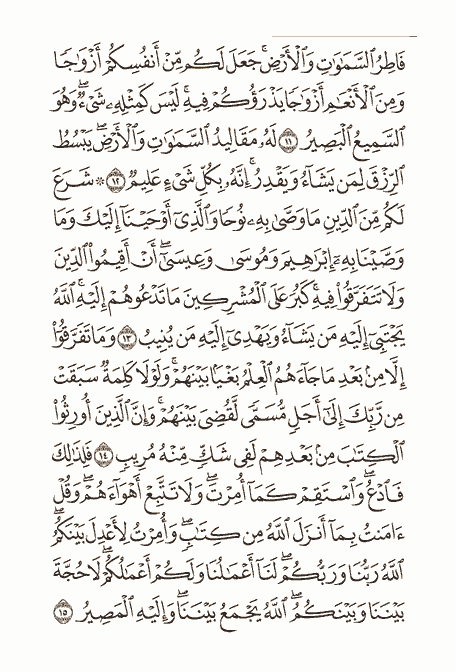 فَاطِرُ ٱلسَّمَٰوَٰتِ وَٱلْأَرْضِ ۚ جَعَلَ لَكُم مِّنْ أَنفُسِكُمْ أَزْوَٰجًا
وَمِنَ ٱلْأَنْعَٰمِ أَزْوَٰجًا يَذْرَؤُكُمْ فِيهِ ۚ لَيْسَ كَمِثْلِهِۦ شَىْءٌ ۖ وَهُوَ
ٱلسَّمِيعُ ٱلْبَصِيرُ ١١ لَهُۥ مَقَالِيدُ ٱلسَّمَٰوَٰتِ وَٱلْأَرْضِ ۖ يَبْسُطُ
ٱلرِّزْقَ لِمَن يَشَآءُ وَيَقْدِرُ ۚ إِنَّهُۥ بِكُلِّ شَىْءٍ عَلِيمٌ ١٢ ۞ شَرَعَ
لَكُم مِّنَ ٱلدِّينِ مَا وَصَّىٰ بِهِۦ نُوحًا وَٱلَّذِىٓ أَوْحَيْنَآ إِلَيْكَ وَمَا
وَصَّيْنَا بِهِۦٓ إِبْرَٰهِيمَ وَمُوسَىٰ وَعِيسَىٰٓ ۖ أَنْ أَقِيمُوا۟ ٱلدِّينَ
وَلَا تَتَفَرَّقُوا۟ فِيهِ ۚ كَبُرَ عَلَى ٱلْمُشْرِكِينَ مَا تَدْعُوهُمْ إِلَيْهِ ۚ ٱللَّهُ
يَجْتَبِىٓ إِلَيْهِ مَن يَشَآءُ وَيَهْدِىٓ إِلَيْهِ مَن يُنِيبُ ١٣ وَمَا تَفَرَّقُوٓا۟
إِلَّا مِنۢ بَعْدِ مَا جَآءَهُمُ ٱلْعِلْمُ بَغْيًۢا بَيْنَهُمْ ۚ وَلَوْلَا كَلِمَةٌ سَبَقَتْ
مِن رَّبِّكَ إِلَىٰٓ أَجَلٍ مُّسَمًّى لَّقُضِىَ بَيْنَهُمْ ۚ وَإِنَّ ٱلَّذِينَ أُورِثُوا۟
ٱلْكِتَٰبَ مِنۢ بَعْدِهِمْ لَفِى شَكٍّ مِّنْهُ مُرِيبٍ ١٤ فَلِذَٰلِكَ
فَٱدْعُ ۖ وَٱسْتَقِمْ كَمَآ أُمِرْتَ ۖ وَلَا تَتَّبِعْ أَهْوَآءَهُمْ ۖ وَقُلْ
ءَامَنتُ بِمَآ أَنزَلَ ٱللَّهُ مِن كِتَٰبٍ ۖ وَأُمِرْتُ لِأَعْدِلَ بَيْنَكُمُ ۖ
ٱللَّهُ رَبُّنَا وَرَبُّكُمْ ۖ لَنَآ أَعْمَٰلُنَا وَلَكُمْ أَعْمَٰلُكُمْ ۖ لَا حُجَّةَ
بَيْنَنَا وَبَيْنَكُمُ ۖ ٱللَّهُ يَجْمَعُ بَيْنَنَا ۖ وَإِلَيْهِ ٱلْمَصِيرُ ١٥